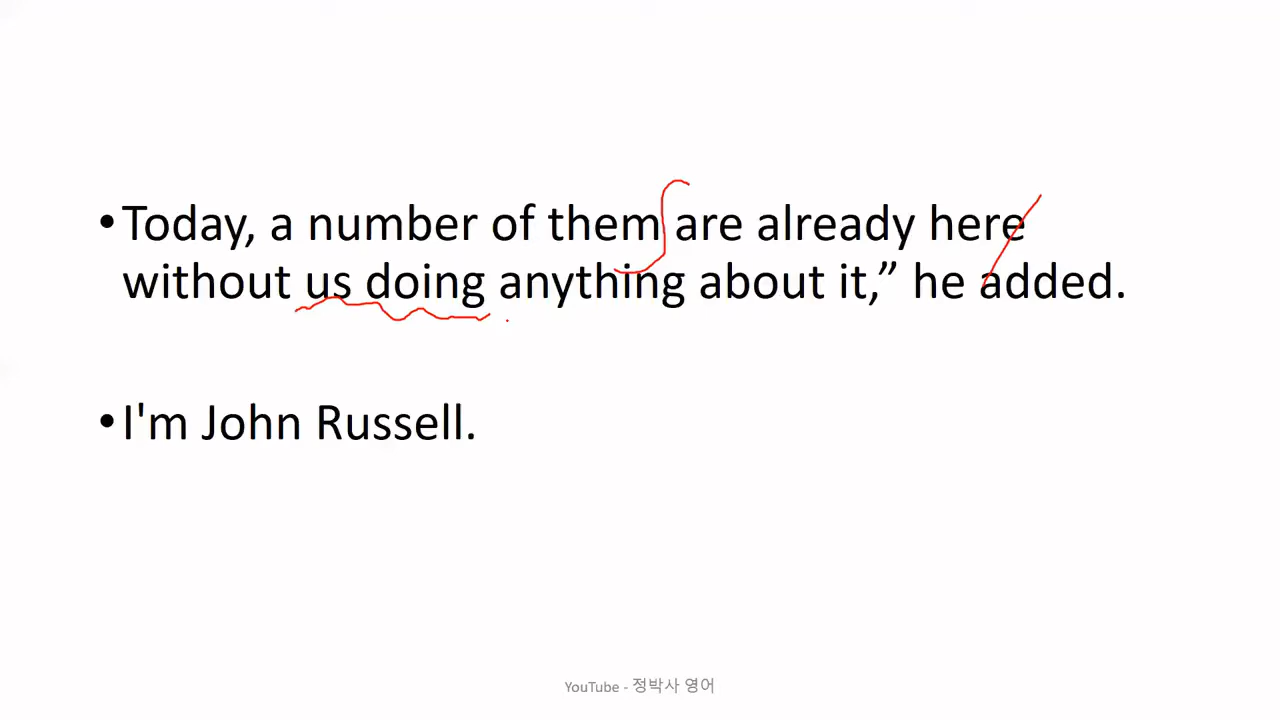 •Today, a number of them are already here
without us doing anything about it,” he added.
•I'm John Russell.
YouTube - 정박사 영어